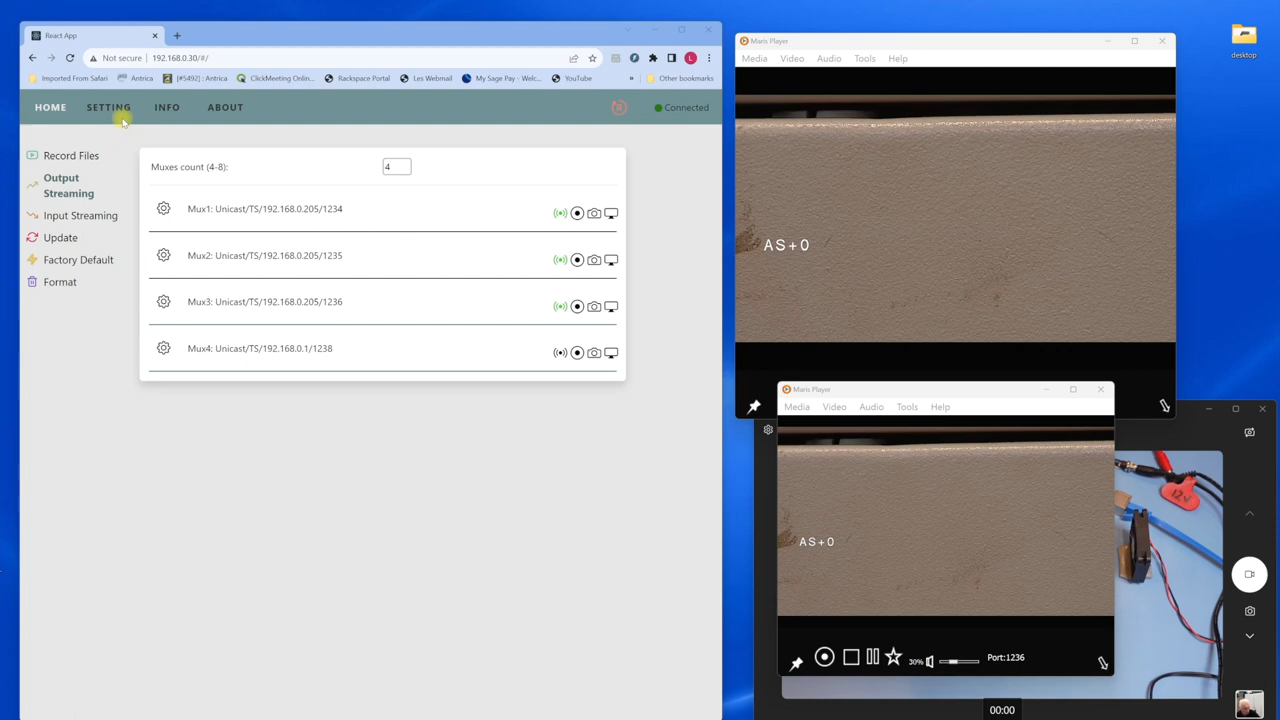 React App
Not secure
192.168.0.30/#/
Imported From Safari
Antrica
[#5492] : Antrica
ClickMeeting Onlin...
Rackspace Portal
Les Webmail
My Sage Pay - Welc...
YouTube
»
Other bookmarks
HOME
SETTING
INFO
ABOUT
Connected
Record Files
Output
Streaming
Input Streaming
Update
Factory Default
Format
Muxes count (4-8):
4
Mux1: Unicast/TS/192.168.0.205/1234
Mux2: Unicast/TS/192.168.0.205/1235
Mux3: Unicast/TS/192.168.0.205/1236
Mux4: Unicast/TS/192.168.0.1/1238
Maris Player
Media
Video
Audio
Tools
Help
AS+0
Maris Player
Media
Video
Audio
Tools
Help
AS+0
30%
Port:1236
12V
00:00
desktop
L